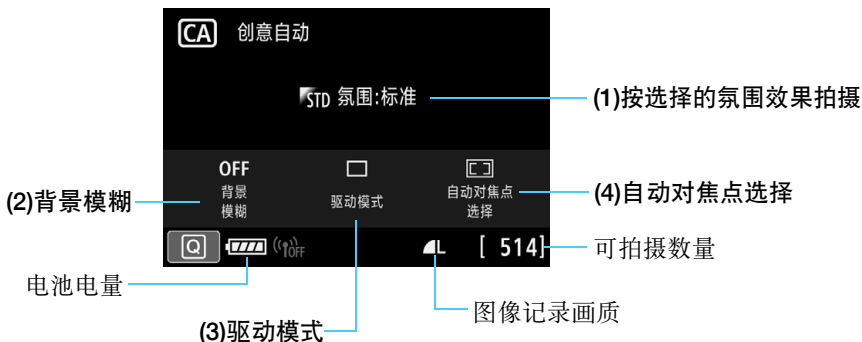 CA 创意自动
STD 氛围:标准
(1)按选择的氛围效果拍摄
OFF
背景
模糊
驱动模式
自动对焦点
选择
(2)背景模糊
(4)自动对焦点选择
Q
OFF
L
[ 514]
可拍摄数量
电池电量
图像记录画质
(3)驱动模式